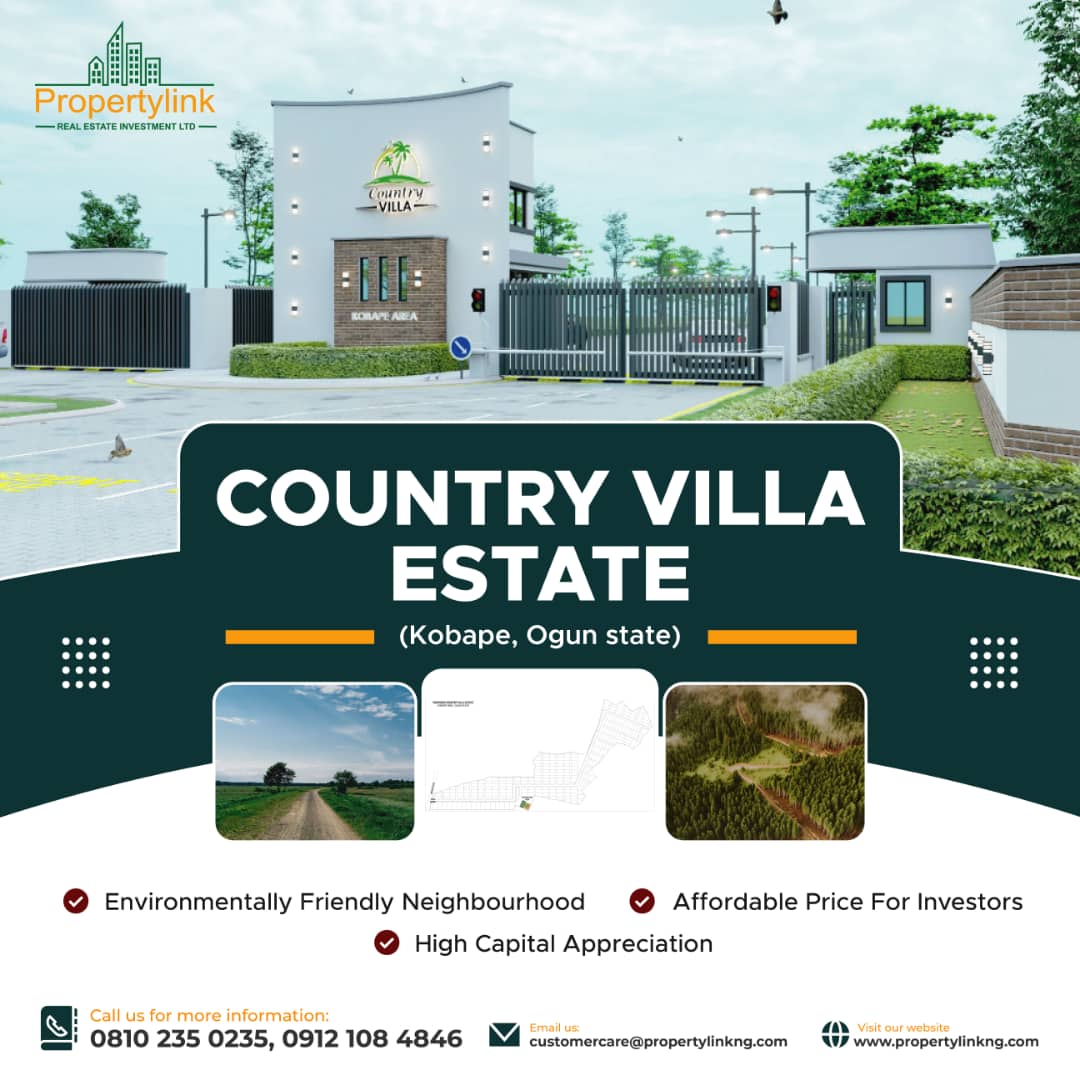 Propertylink
REAL ESTATE INVESTMENT LTD
Country
VILLA
KOBAPE AREA
COUNTRY VILLA
ESTATE
(Kobape, Ogun state)
Environmentally Friendly Neighbourhood
Affordable Price For Investors
High Capital Appreciation
Call us for more information:
0810 235 0235, 0912 108 4846
Email us:
customercare@propertylinkng.com
Visit our website
www.propertylinkng.com